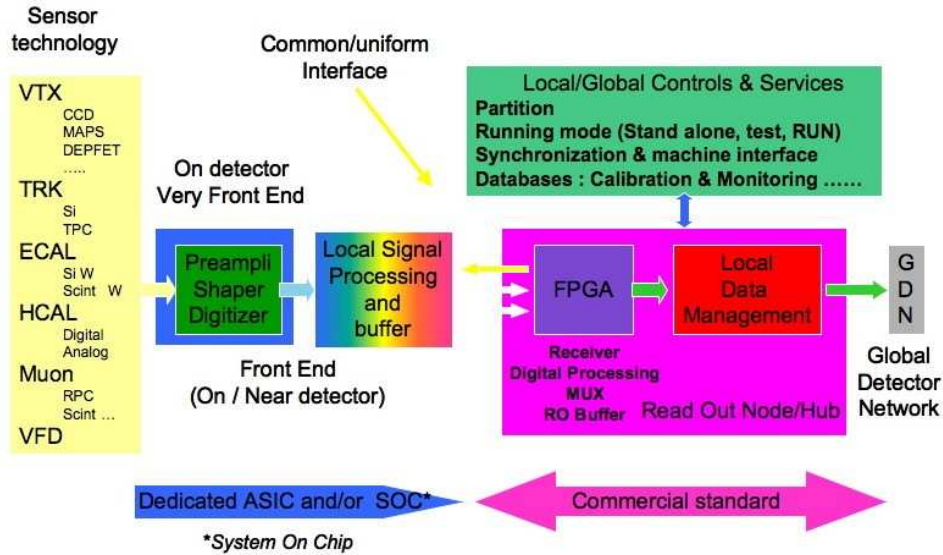 Sensor
technology
VTX
CCD
MAPS
DEPFET
.....
TRK
Si
TPC
ECAL
Si W
Scint W
HCAL
Digital
Analog
Muon
RPC
Scint ...
VFD
Common/uniform
Interface
On detector
Very Front End
Preampli
Shaper
Digitizer
Local Signal
Processing
and
buffer
Front End
(On / Near detector)
Local/Global Controls & Services
Partition
Running mode (Stand alone, test, RUN)
Synchronization & machine interface
Databases : Calibration & Monitoring ......
FPGA
Local
Data
Management
Receiver
Digital Processing
MUX
RO Buffer
Read Out Node/Hub
G
D
N
Global
Detector
Network
Dedicated ASIC and/or SOC*
*System On Chip
Commercial standard